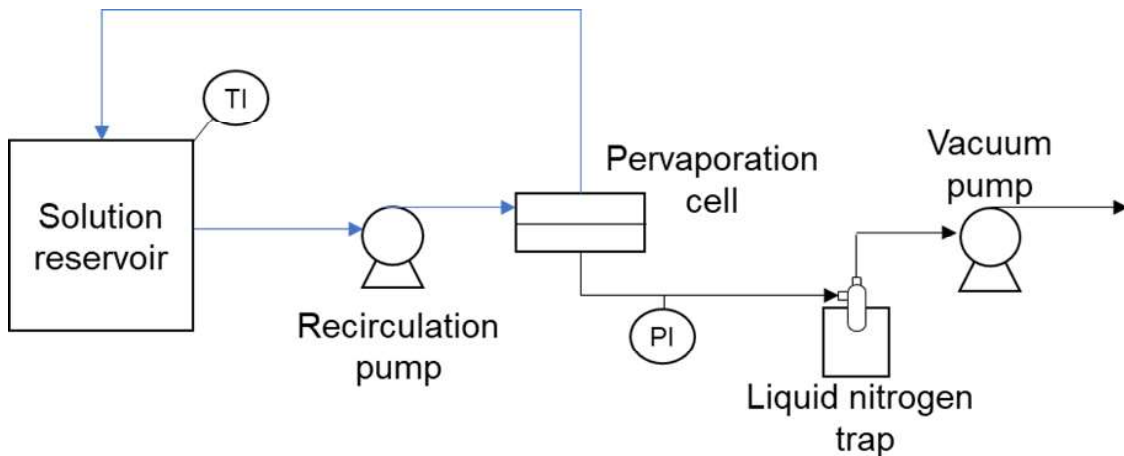 TI
Solution
reservoir
Recirculation
pump
Pervaporation
cell
PI
Liquid nitrogen
trap
Vacuum
pump